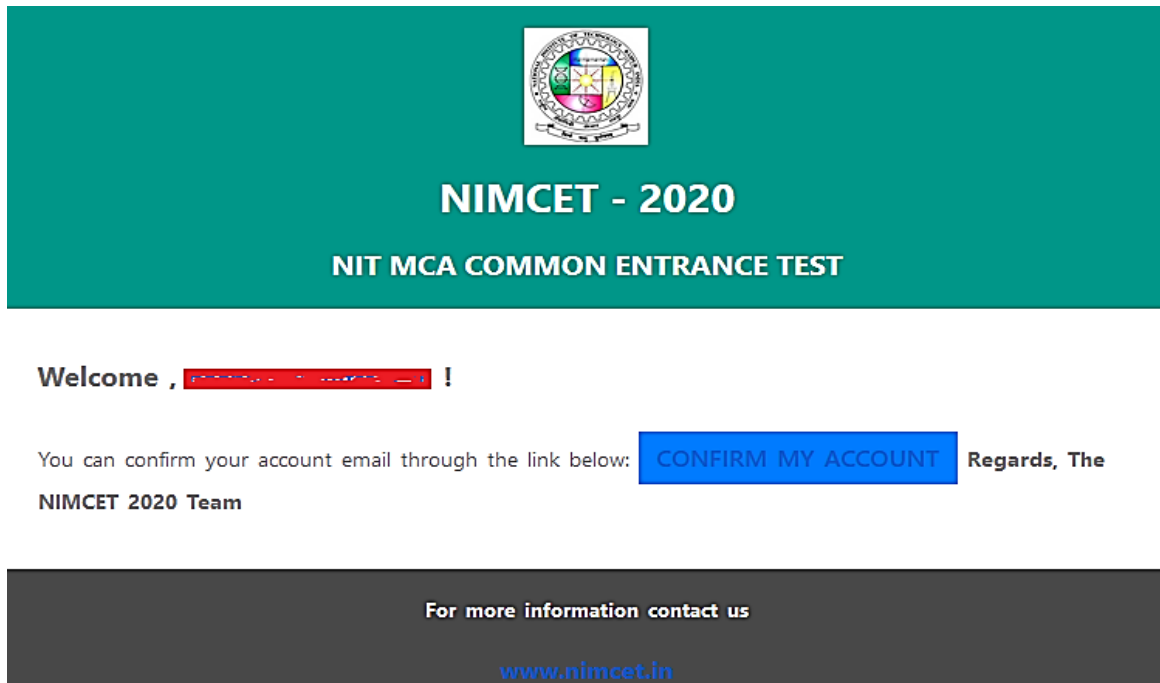 NIMCET - 2020
NIT MCA COMMON ENTRANCE TEST
Welcome , !
You can confirm your account email through the link below: CONFIRM MY ACCOUNT Regards, The
NIMCET 2020 Team
For more information contact us
www.nimcet.in